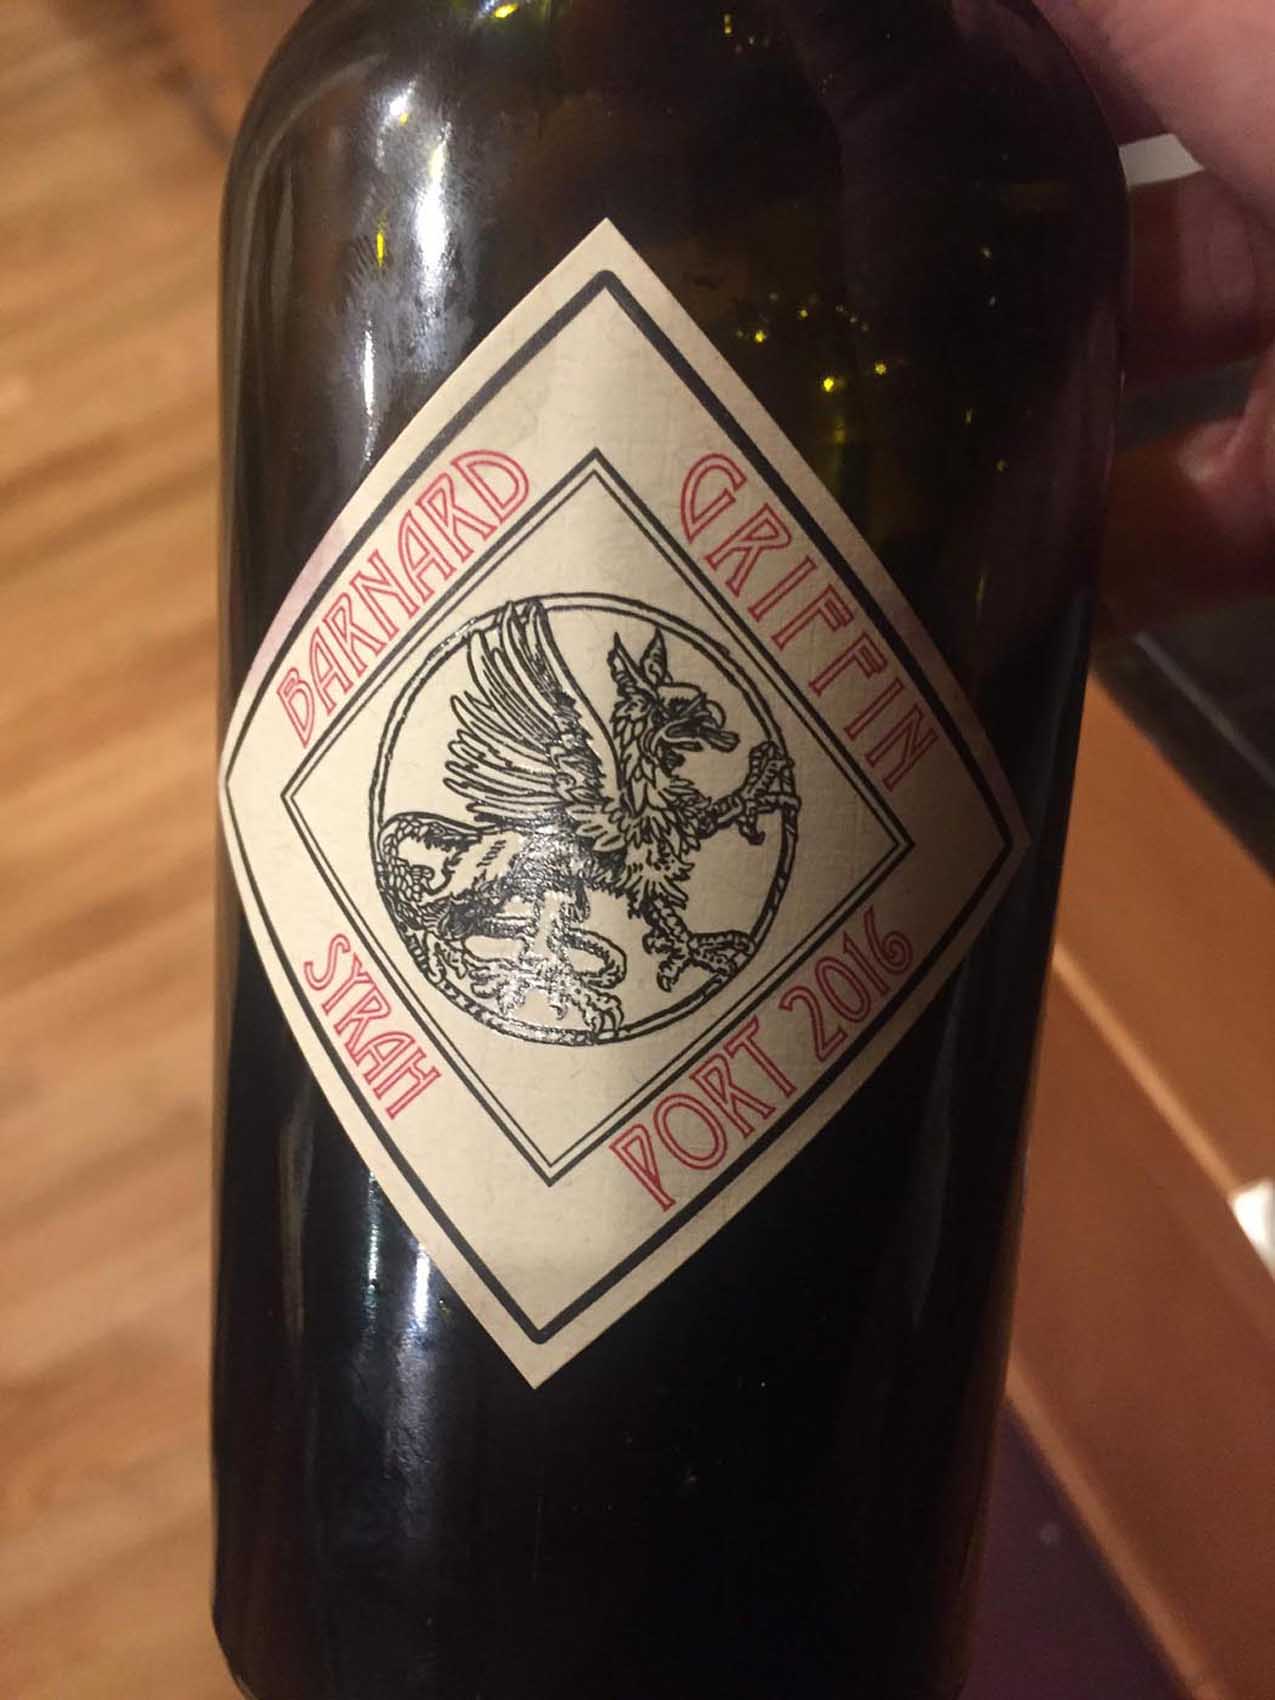 BARNARD
GRIFFIN
SYRAH
PORT 2016